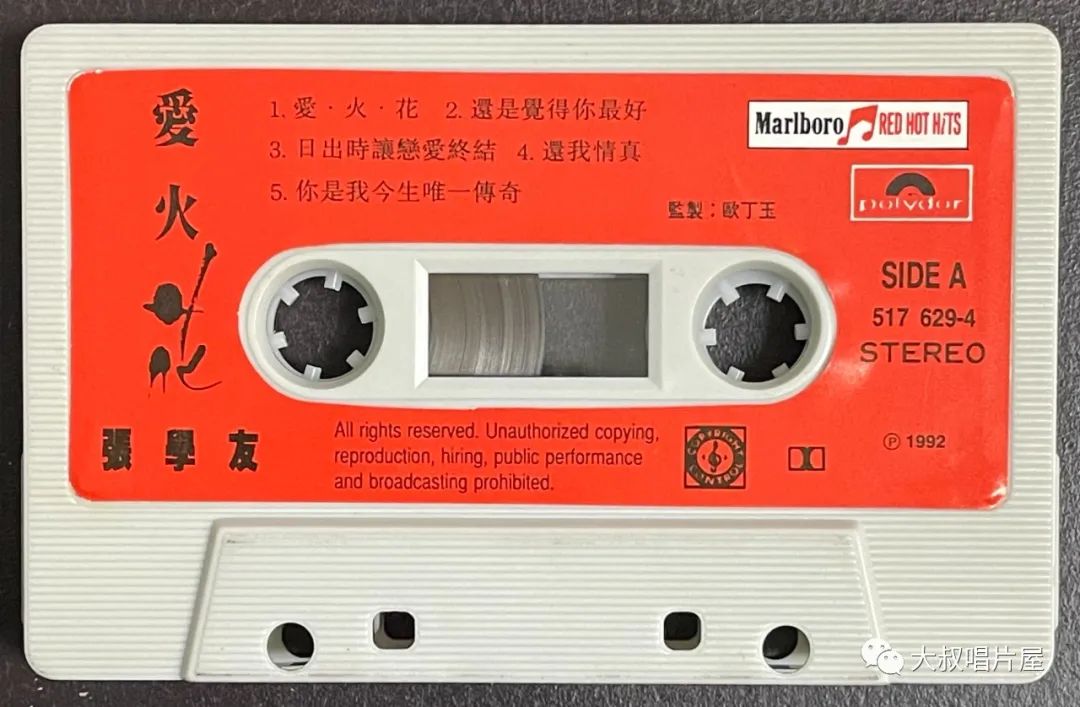 愛火花
1. 愛·火·花 2. 還是覺得你最好
3. 日出時讓戀愛終結 4. 還我情真
5. 你是我今生唯一傳奇
監製：歐丁玉
Marlboro RED HOT HITS
polydor
SIDE A
517 629-4
STEREO
張學友
All rights reserved. Unauthorized copying,
reproduction, hiring, public performance
and broadcasting prohibited.
COPYRIGHT CONTROL
Ⓟ 1992
大叔唱片屋